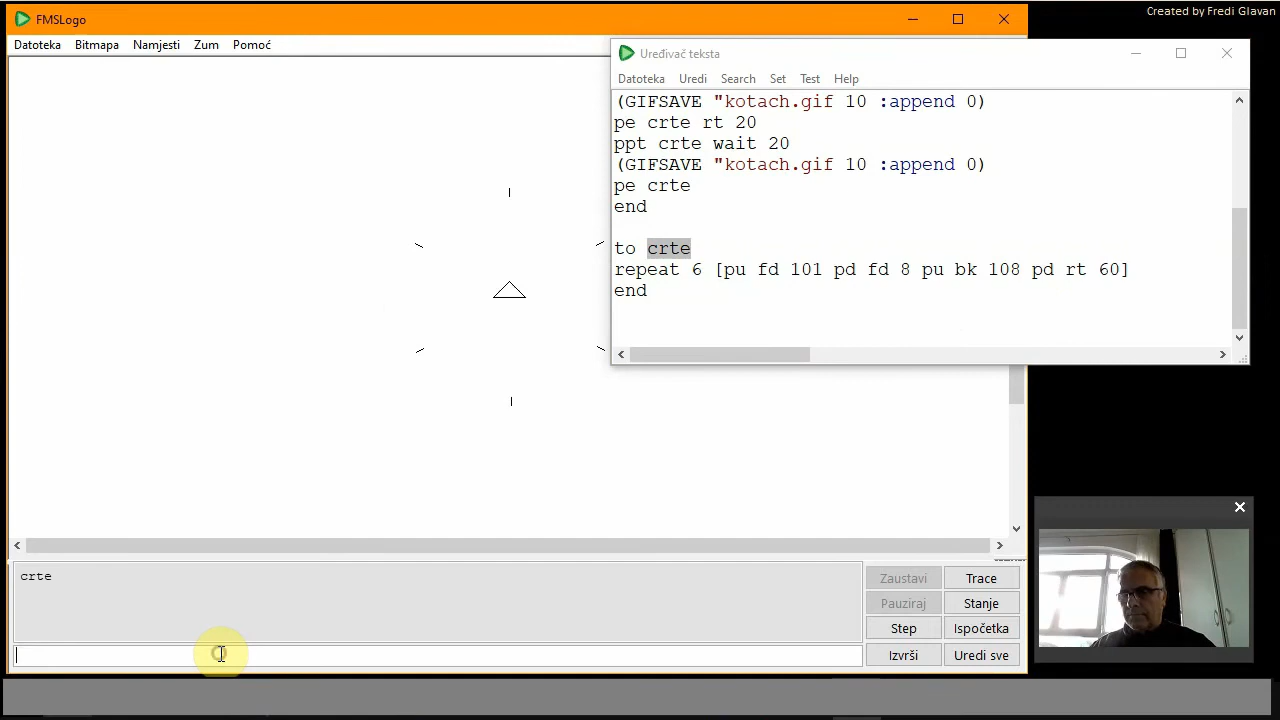 Created by Fredi Glavan
FMSLogo
Datoteka Bitmapa Namjesti Zum Pomoć
Uređivač teksta
Datoteka Uredi Search Set Test Help
(GIFSAVE "kotach.gif 10 :append 0)
pe crte rt 20
ppt crte wait 20
(GIFSAVE "kotach.gif 10 :append 0)
pe crte
end
to crte
repeat 6 [pu fd 101 pd fd 8 pu bk 108 pd rt 60]
end
crte
Zaustavi Trace
Pauziraj Stanje
Step Ispočetka
Izvrši Uredi sve